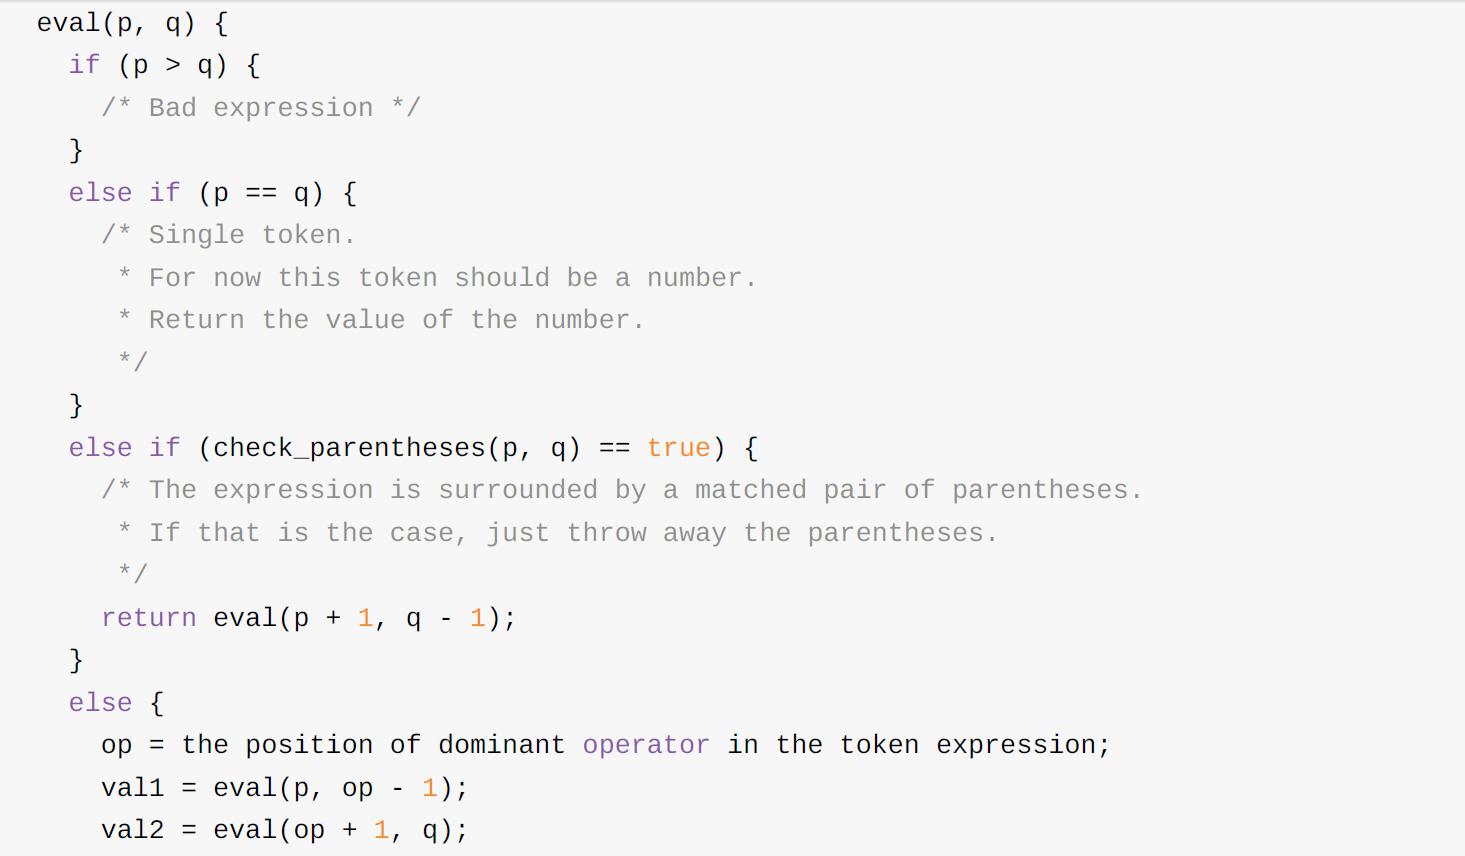 eval(p, q) {
  if (p > q) {
    /* Bad expression */
  }
  else if (p == q) {
    /* Single token.
     * For now this token should be a number.
     * Return the value of the number.
     */
  }
  else if (check_parentheses(p, q) == true) {
    /* The expression is surrounded by a matched pair of parentheses.
     * If that is the case, just throw away the parentheses.
     */
    return eval(p + 1, q - 1);
  }
  else {
    op = the position of dominant operator in the token expression;
    val1 = eval(p, op - 1);
    val2 = eval(op + 1, q);